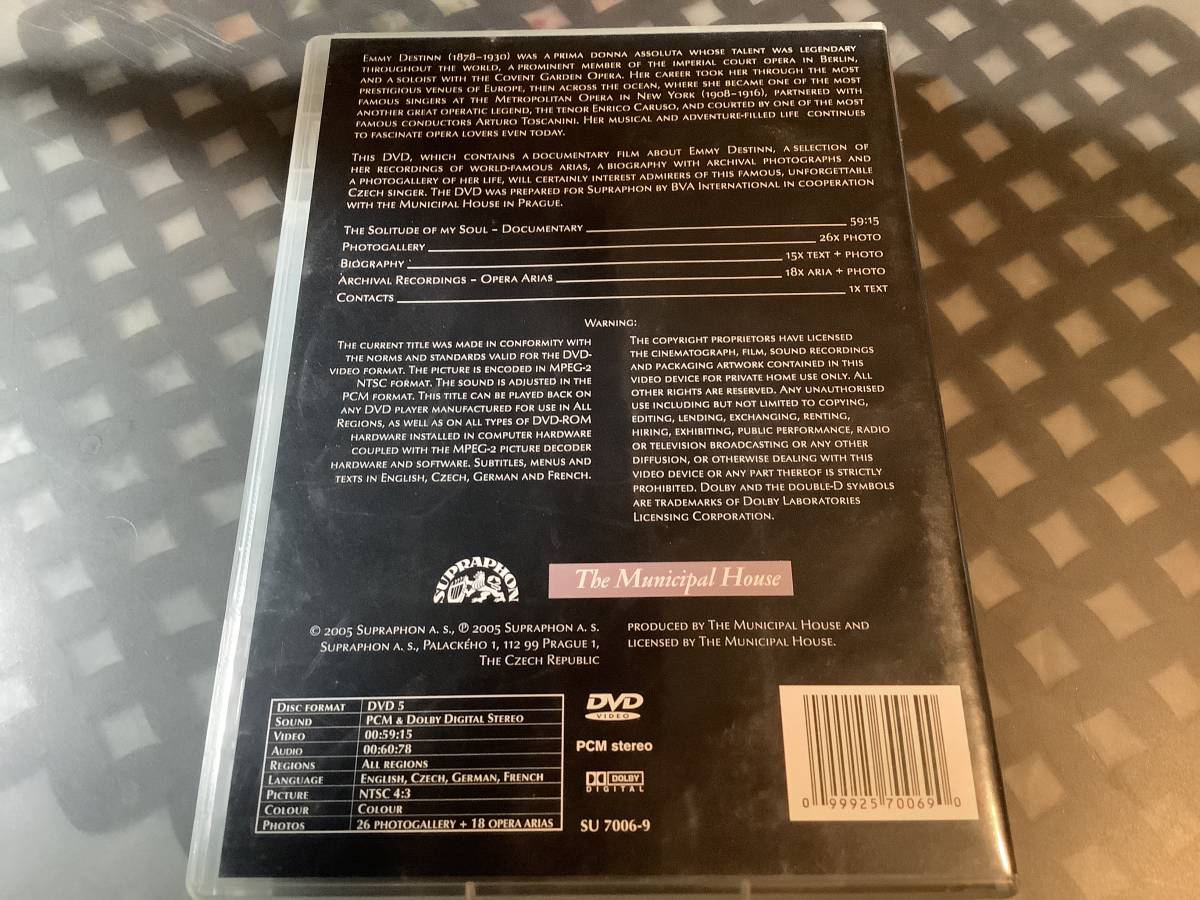 Emmy Destinn (1878–1930) was a prima donna assoluta whose talent was legendary
throughout the world, a prominent member of the Imperial Court Opera in Berlin,
and a soloist with the Covent Garden Opera. Her career took her through the most
prestigious venues of Europe, then across the ocean, where she became one of the most
famous singers at the Metropolitan Opera in New York (1908–1916), partnered with
another great operatic legend, the tenor Enrico Caruso, and courted by one of the most
famous conductors Arturo Toscanini. Her musical and adventure-filled life continues
to fascinate opera lovers even today.
This DVD, which contains a documentary film about Emmy Destinn, a selection of
her recordings of world-famous arias, a biography with archival photographs and
a photogallery of her life, will certainly interest admirers of this famous, unforgettable
Czech singer. The DVD was prepared for Supraphon by BVA International in cooperation
with the Municipal House in Prague.
The Solitude of my Soul – Documentary 59:15
Photogallery 26x photo
Biography 15x text + photo
Archival Recordings – Opera Arias 18x aria + photo
Contacts 1x text
Warning:
The current title was made in conformity with
the norms and standards valid for the DVD-
video format. The picture is encoded in MPEG-2
NTSC format. The sound is adjusted in the
PCM format. This title can be played back on
any DVD player manufactured for use in All
Regions, as well as on all types of DVD-ROM
hardware installed in computer hardware
coupled with the MPEG-2 picture decoder
hardware and software. Subtitles, menus and
texts in English, Czech, German and French.
The copyright proprietors have licensed
the cinematograph, film, sound recordings
and packaging artwork contained in this
video device for private home use only. All
other rights are reserved. Any unauthorised
use including but not limited to copying,
editing, lending, exchanging, renting,
hiring, exhibiting, public performance, radio
or television broadcasting or any other
diffusion, or otherwise dealing with this
video device or any part thereof is strictly
prohibited. Dolby and the double-D symbols
are trademarks of Dolby Laboratories
Licensing Corporation.
SUPRAPHON
The Municipal House
© 2005 Supraphon a. s., ℗ 2005 Supraphon a. s.
Supraphon a. s., Palackého 1, 112 99 Prague 1,
The Czech Republic
produced by The Municipal House and
licensed by The Municipal House.
Disc format DVD 5
Sound PCM & Dolby Digital Stereo
Video 00:59:15
Audio 00:60:78
Regions All regions
Language English, Czech, German, French
Picture NTSC 4:3
Colour Colour
Photos 26 photogallery + 18 opera arias
DVD
VIDEO
PCM stereo
DOLBY
DIGITAL
SU 7006-9
0 99925 70069 0